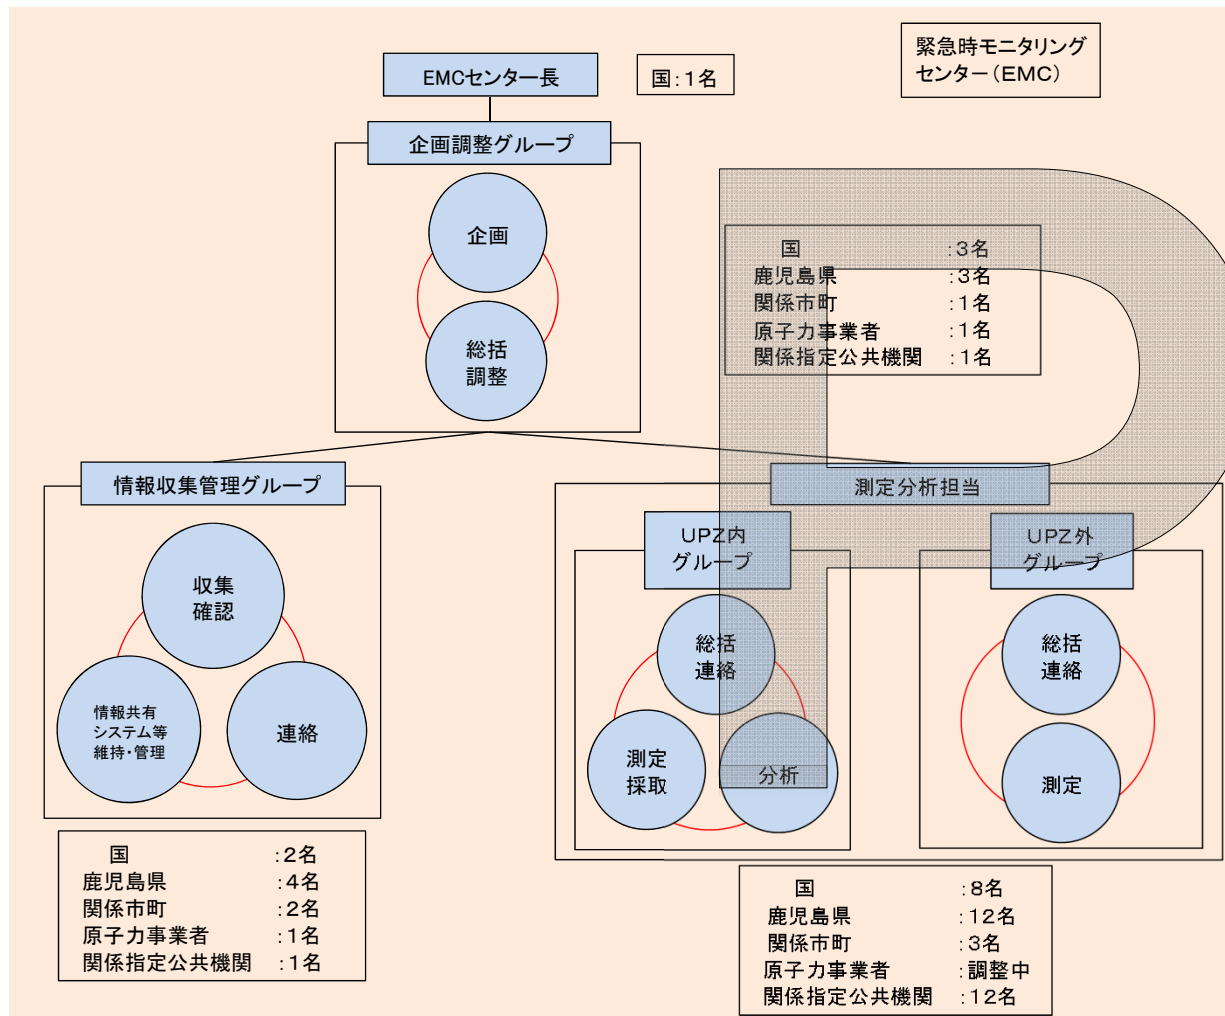 緊急時モニタリング
センター(EMC)
EMCセンター長
国:1名
企画調整グループ
企画
総括
調整
国 :3名
鹿児島県 :3名
関係市町 :1名
原子力事業者 :1名
関係指定公共機関 :1名
情報収集管理グループ
収集
確認
情報共有
システム等
維持・管理
連絡
国 :2名
鹿児島県 :4名
関係市町 :2名
原子力事業者 :1名
関係指定公共機関 :1名
測定分析担当
UPZ内
グループ
総括
連絡
測定
採取
分析
UPZ外
グループ
総括
連絡
測定
国 :8名
鹿児島県 :12名
関係市町 :3名
原子力事業者 :調整中
関係指定公共機関 :12名